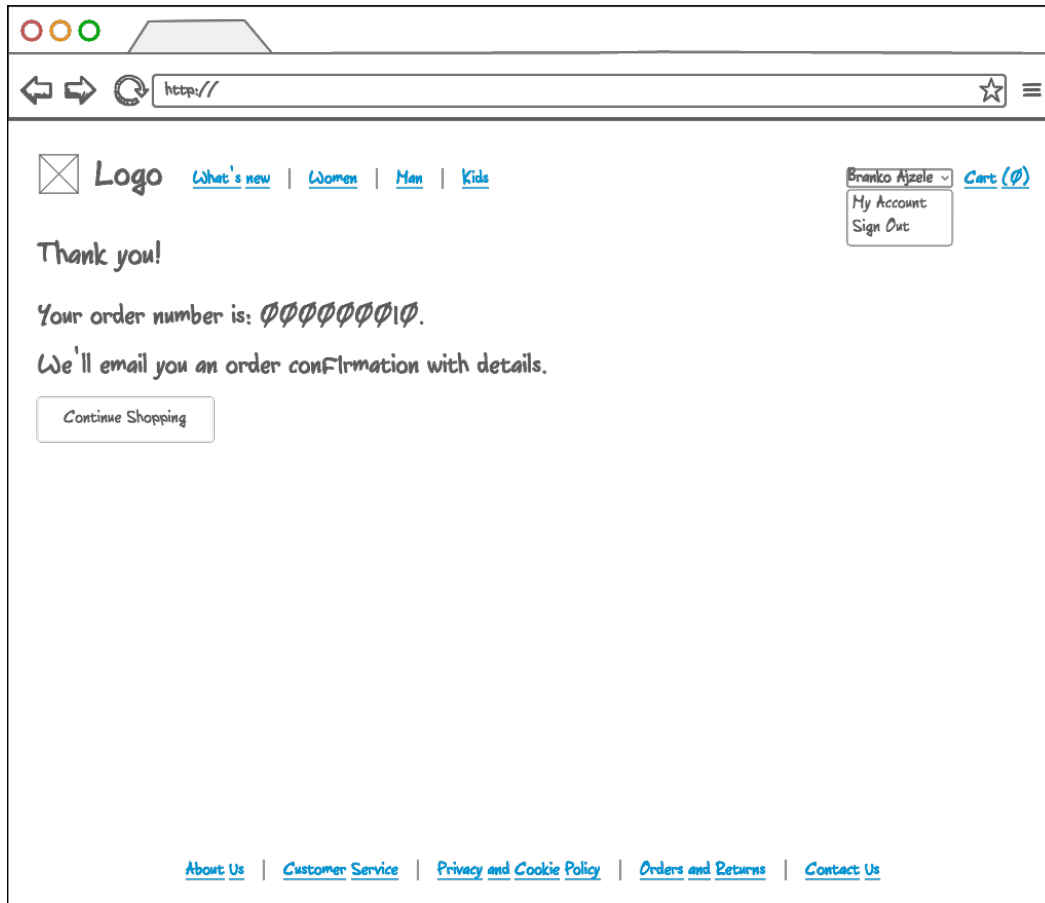 http://
Logo What's new | Women | Man | Kids Branko Ajzele Cart (0)
My Account
Sign Out
Thank you!
Your order number is: 000000010.
We'll email you an order confirmation with details.
Continue Shopping
About Us | Customer Service | Privacy and Cookie Policy | Orders and Returns | Contact Us